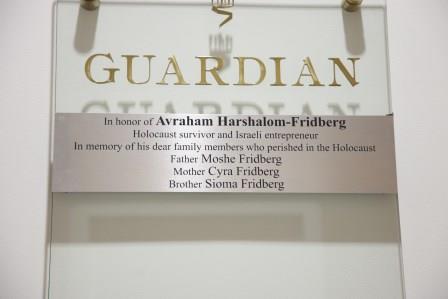 GUARDIAN
In honor of Avraham Harshalom-Fridberg
Holocaust survivor and Israeli entrepreneur
In memory of his dear family members who perished in the Holocaust
Father Moshe Fridberg
Mother Cyra Fridberg
Brother Sioma Fridberg